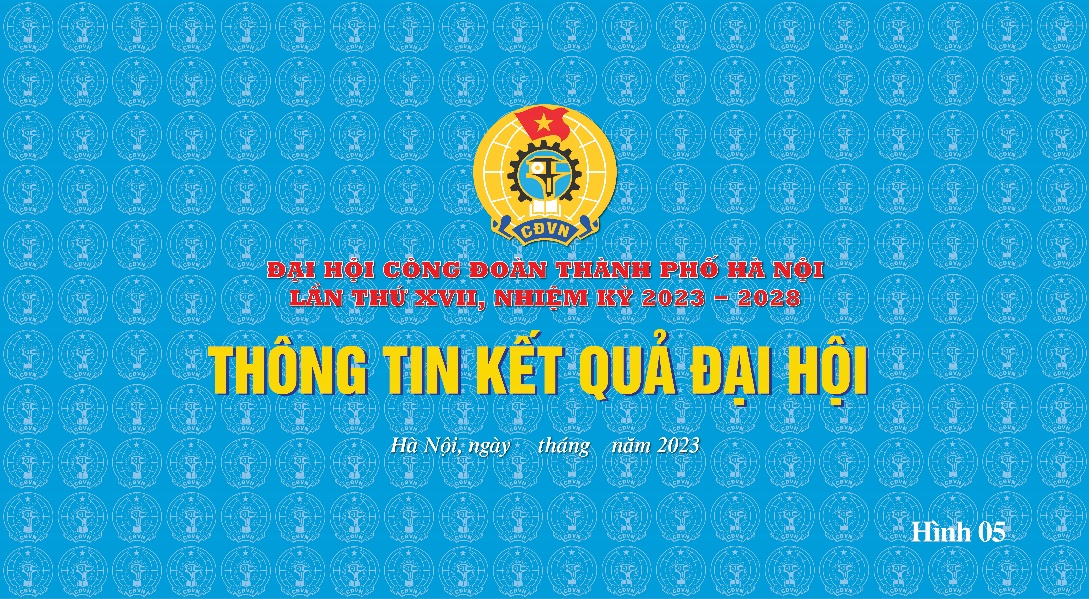 CĐVN
ĐẠI HỘI CÔNG ĐOÀN THÀNH PHỐ HÀ NỘI
LẦN THỨ XVII, NHIỆM KỲ 2023 – 2028
THÔNG TIN KẾT QUẢ ĐẠI HỘI
Hà Nội, ngày tháng năm 2023
Hình 05